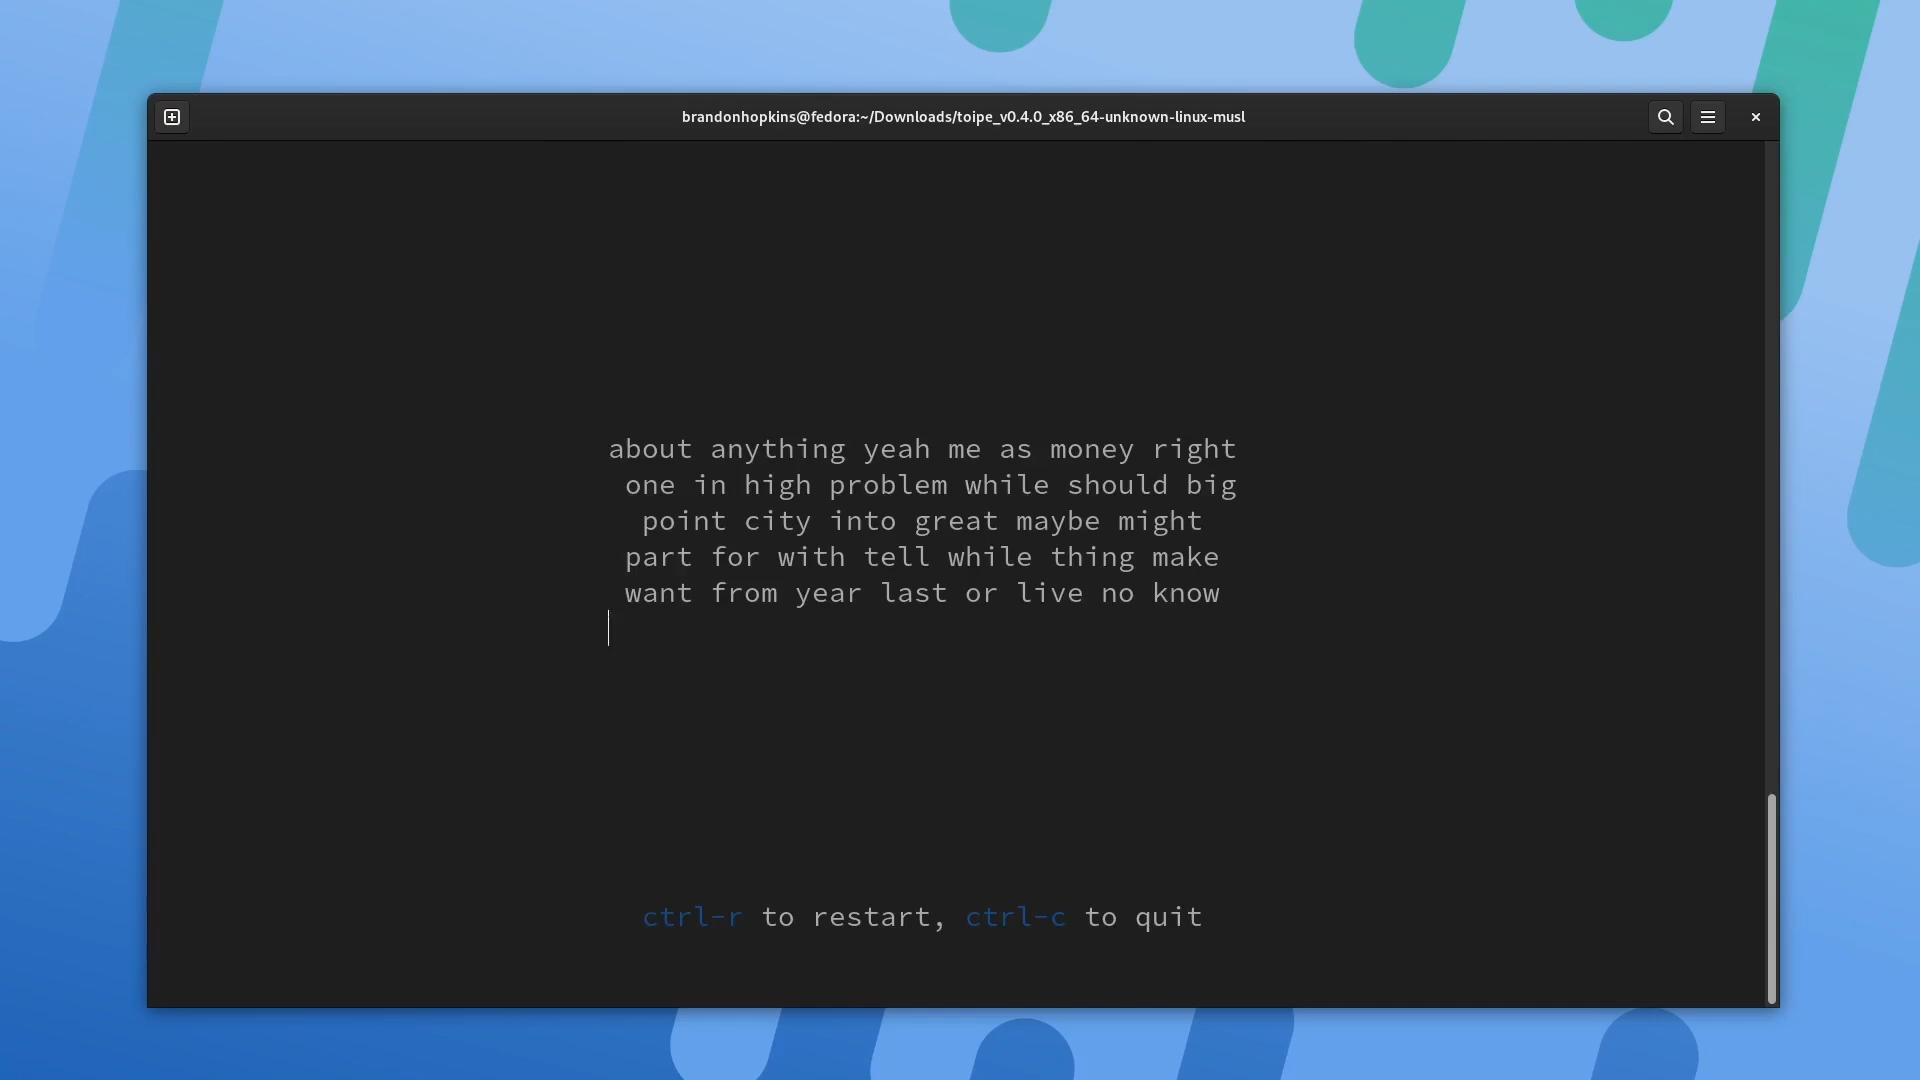 brandonhopkins@fedora:~/Downloads/toipe_v0.4.0_x86_64-unknown-linux-musl
about anything yeah me as money right
one in high problem while should big
point city into great maybe might
part for with tell while thing make
want from year last or live no know
ctrl-r to restart, ctrl-c to quit